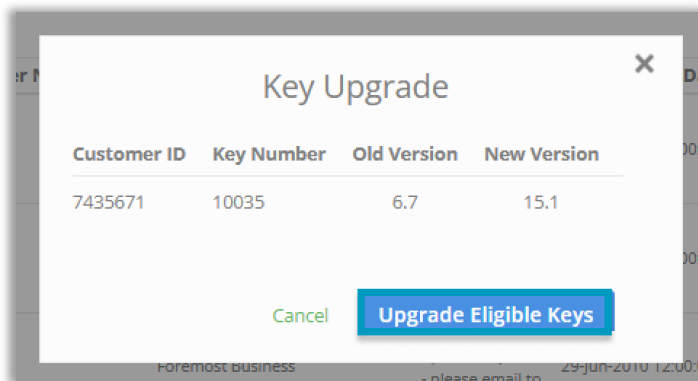 Key Upgrade
Customer ID Key Number Old Version New Version
7435671 10035 6.7 15.1
Cancel Upgrade Eligible Keys
Foremost Business
- please email to 29-Jun-2010 12:00: